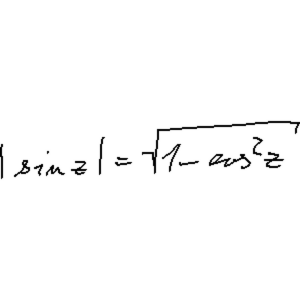 |sin z| = √(1 - cos²z)